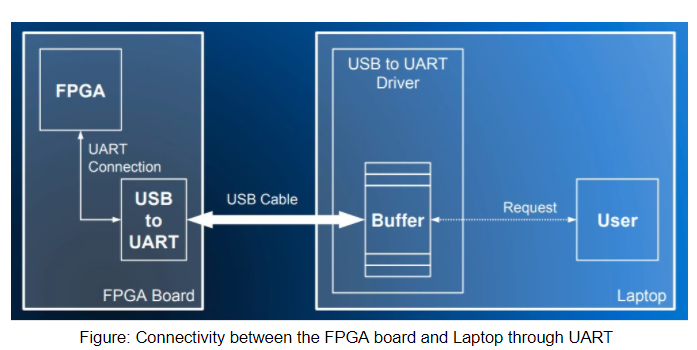 FPGA
UART
Connection
USB
to
UART
FPGA Board
USB Cable
USB to UART
Driver
Buffer
Request
User
Laptop
Figure: Connectivity between the FPGA board and Laptop through UART